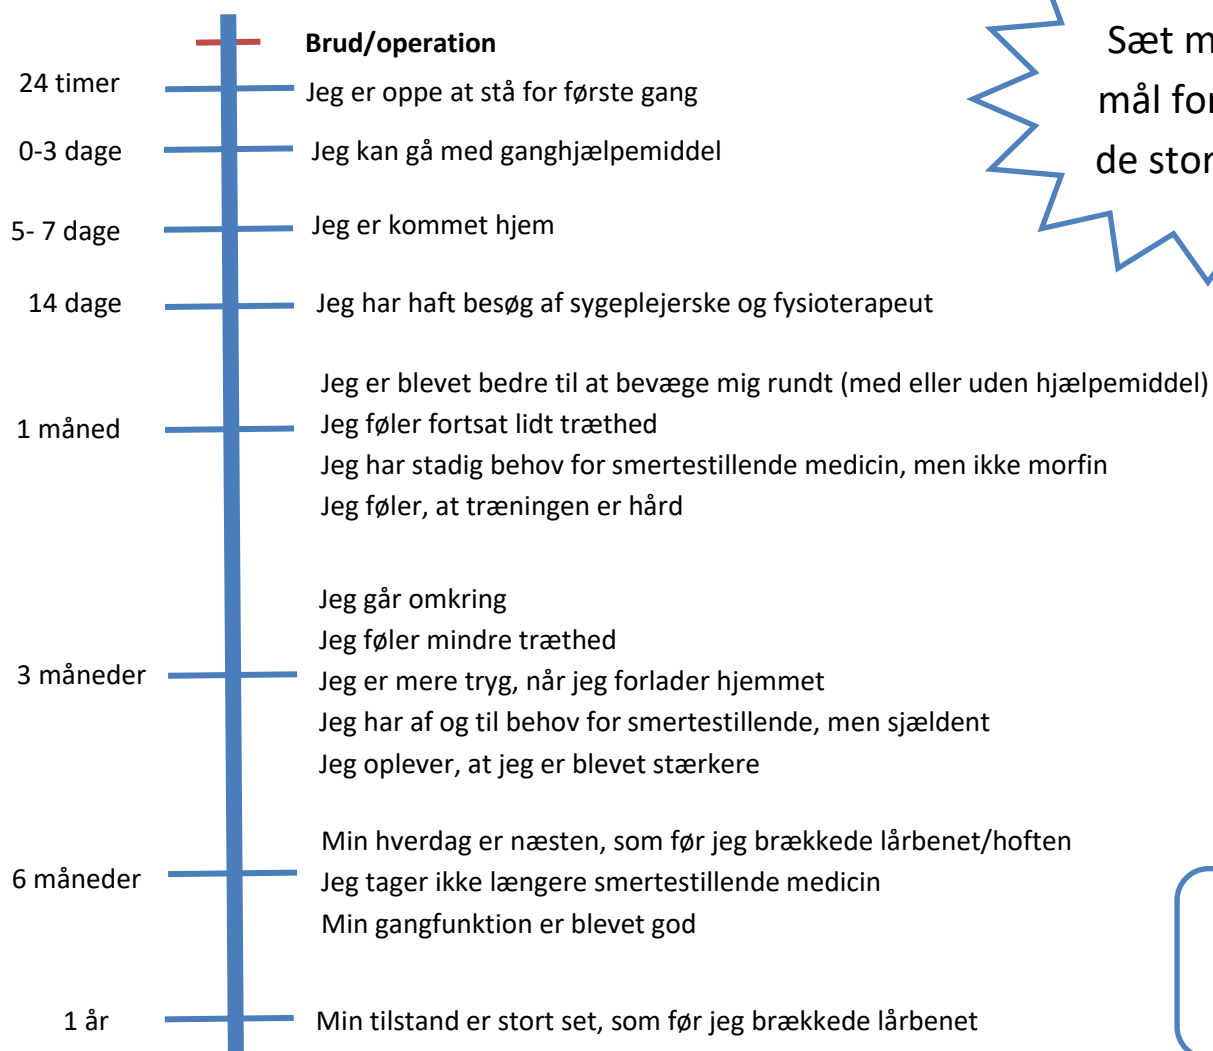 Brud/operation
24 timer
Jeg er oppe at stå for første gang
0-3 dage
Jeg kan gå med ganghjælpemiddel
5- 7 dage
Jeg er kommet hjem
14 dage
Jeg har haft besøg af sygeplejerske og fysioterapeut
1 måned
Jeg er blevet bedre til at bevæge mig rundt (med eller uden hjælpemiddel)
Jeg føler fortsat lidt træthed
Jeg har stadig behov for smertestillende medicin, men ikke morfin
Jeg føler, at træningen er hård
3 måneder
Jeg går omkring
Jeg føler mindre træthed
Jeg er mere tryg, når jeg forlader hjemmet
Jeg har af og til behov for smertestillende, men sjældent
Jeg oplever, at jeg er blevet stærkere
6 måneder
Min hverdag er næsten, som før jeg brækkede lårbenet/hoften
Jeg tager ikke længere smertestillende medicin
Min gangfunktion er blevet god
1 år
Min tilstand er stort set, som før jeg brækkede lårbenet
Sæt
mål
de